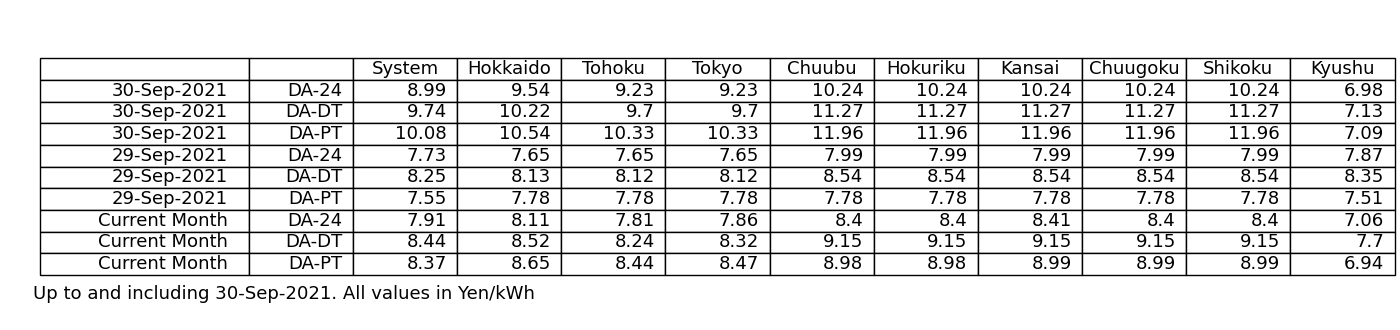 System Hokkaido Tohoku Tokyo Chuubu Hokuriku Kansai Chuugoku Shikoku Kyushu
30-Sep-2021 DA-24 8.99 9.54 9.23 9.23 10.24 10.24 10.24 10.24 10.24 6.98
30-Sep-2021 DA-DT 9.74 10.22 9.7 9.7 11.27 11.27 11.27 11.27 11.27 7.13
30-Sep-2021 DA-PT 10.08 10.54 10.33 10.33 11.96 11.96 11.96 11.96 11.96 7.09
29-Sep-2021 DA-24 7.73 7.65 7.65 7.65 7.99 7.99 7.99 7.99 7.99 7.87
29-Sep-2021 DA-DT 8.25 8.13 8.12 8.12 8.54 8.54 8.54 8.54 8.54 8.35
29-Sep-2021 DA-PT 7.55 7.78 7.78 7.78 7.78 7.78 7.78 7.78 7.78 7.51
Current Month DA-24 7.91 8.11 7.81 7.86 8.4 8.4 8.41 8.4 8.4 7.06
Current Month DA-DT 8.44 8.52 8.24 8.32 9.15 9.15 9.15 9.15 9.15 7.7
Current Month DA-PT 8.37 8.65 8.44 8.47 8.98 8.98 8.99 8.99 8.99 6.94
Up to and including 30-Sep-2021. All values in Yen/kWh